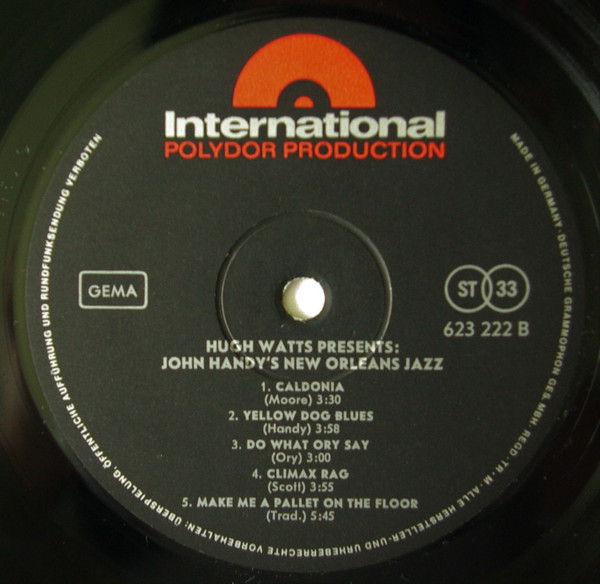 International
POLYDOR PRODUCTION
GEMA
ST 33
623 222 B
HUGH WATTS PRESENTS:
JOHN HANDY'S NEW ORLEANS JAZZ
1. CALDONIA
(Moore) 3:30
2. YELLOW DOG BLUES
(Handy) 3:58
3. DO WHAT ORY SAY
(Ory) 3:00
4. CLIMAX RAG
(Scott) 3:55
5. MAKE ME A PALLET ON THE FLOOR
(Trad.) 5:45
MADE IN GERMANY · DEUTSCHE GRAMMOPHON GES. MBH · REGD · TR · M · ALLE HERSTELLER- UND URHEBERRECHTE VORBEHALTEN: ÜBERSPIELUNG, ÖFFENTLICHE AUFFÜHRUNG UND RUNDFUNKSENDUNG VERBOTEN